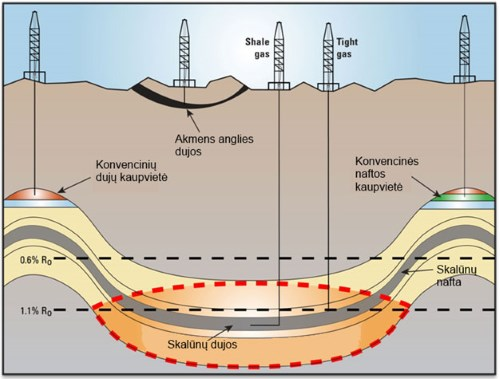 Shale
gas
Tight
gas
Akmens anglies
dujos
Konvencinių
dujų kaupvietė
Konvencinės
naftos
kaupvietė
0.6% Ro
Skalūnų
nafta
1.1% Ro
Skalūnų dujos